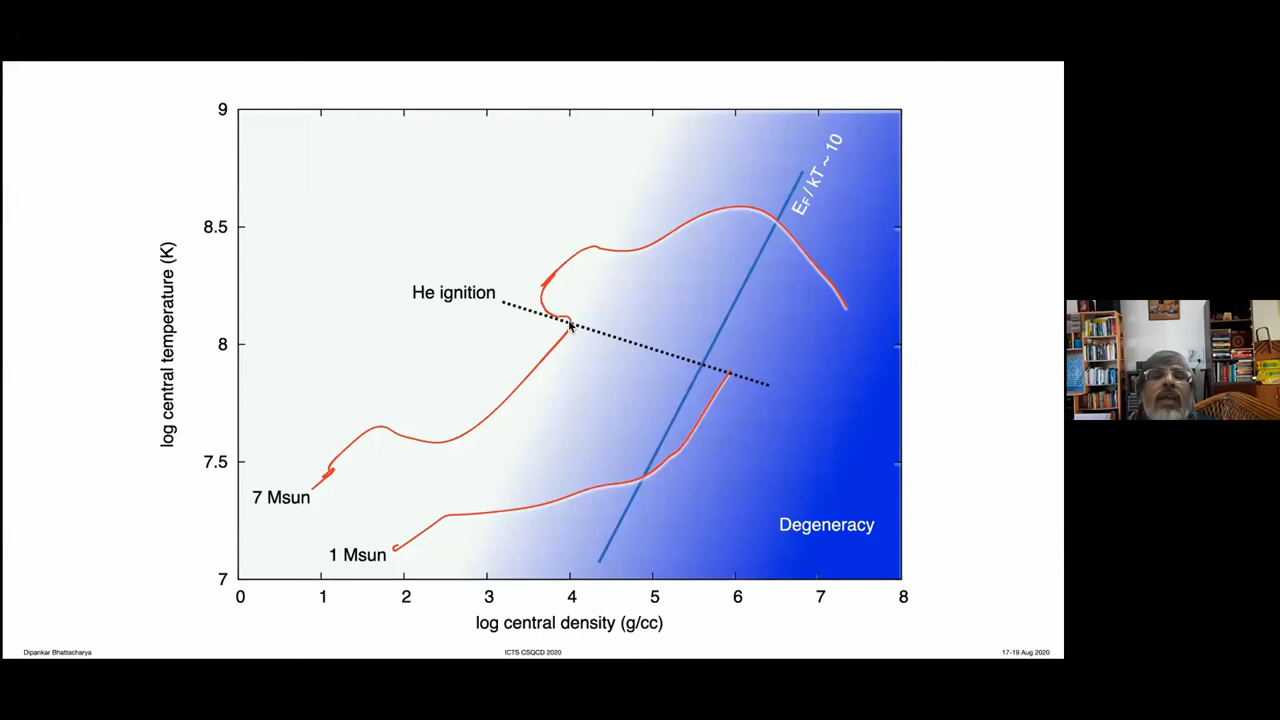 9
8.5
8
7.5
7
0 1 2 3 4 5 6 7 8
log central temperature (K)
log central density (g/cc)
E_F / kT ~ 10
He ignition
7 Msun
1 Msun
Degeneracy
Dipankar Bhattacharya
ICTS CSQCD 2020
17-19 Aug 2020